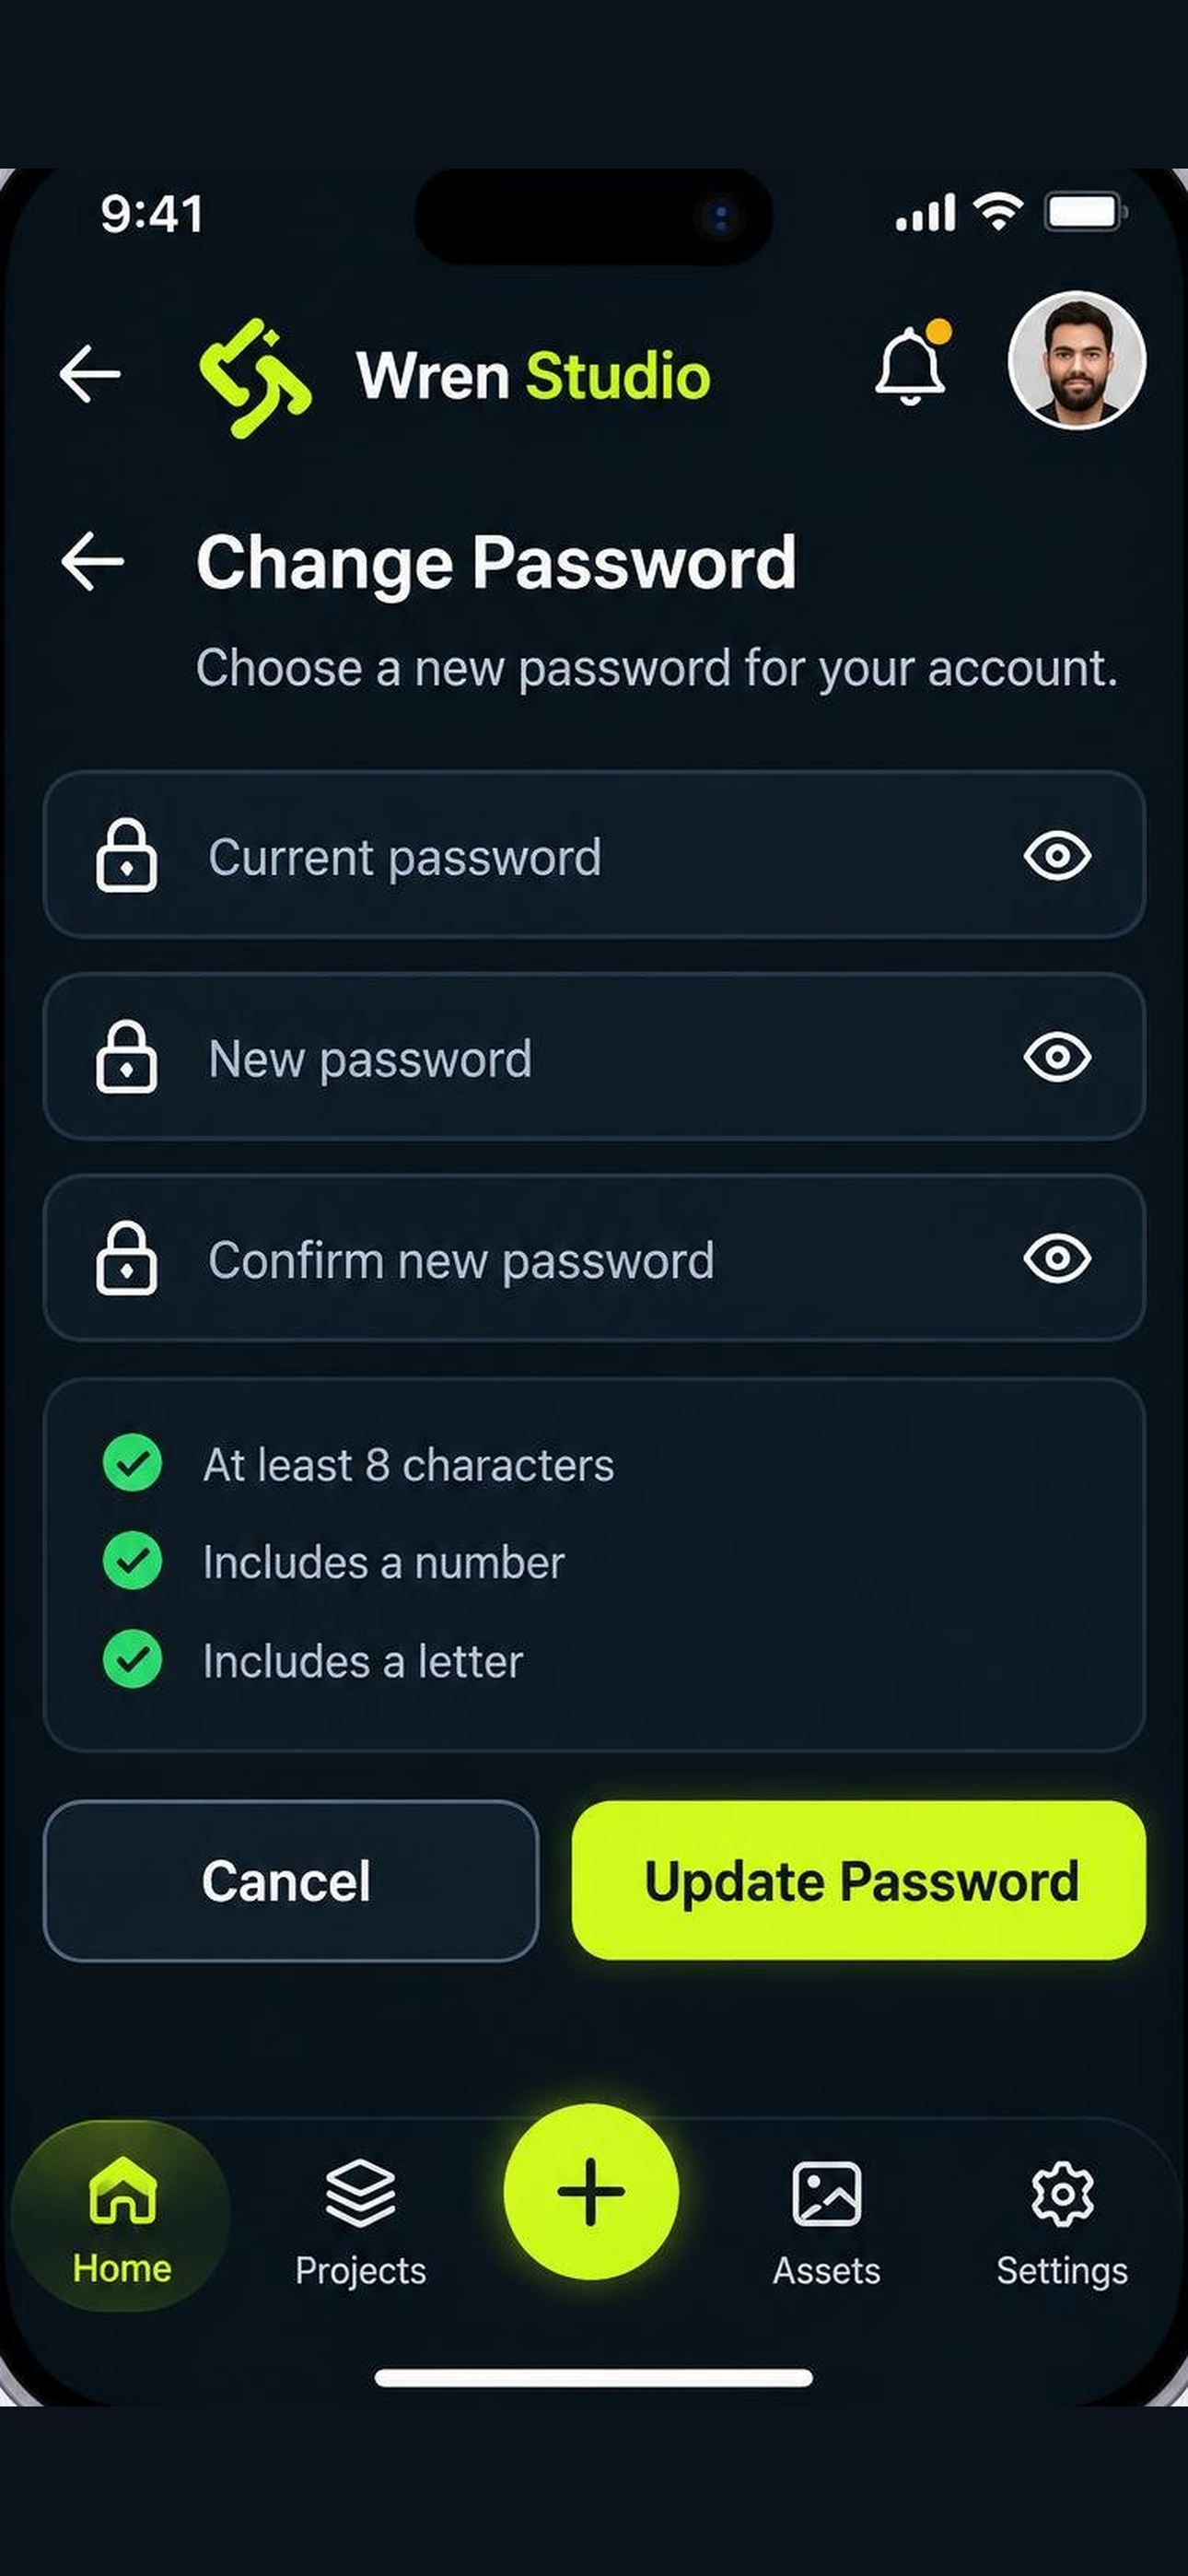 9:41
Wren Studio
Change Password
Choose a new password for your account.
Current password
New password
Confirm new password
At least 8 characters
Includes a number
Includes a letter
Cancel
Update Password
Home
Projects
Assets
Settings